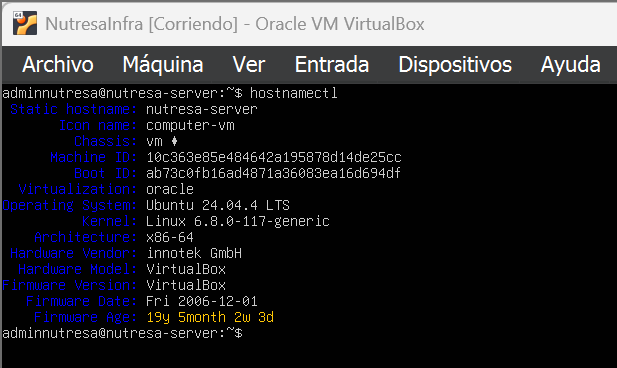 64
NutresaInfra [Corriendo] - Oracle VM VirtualBox
Archivo Máquina Ver Entrada Dispositivos Ayuda
adminnutresa@nutresa-server:~$ hostnamectl
Static hostname: nutresa-server
Icon name: computer-vm
Chassis: vm ♦
Machine ID: 10c363e85e484642a195878d14de25cc
Boot ID: ab73c0fb16ad4871a36083ea16d694df
Virtualization: oracle
Operating System: Ubuntu 24.04.4 LTS
Kernel: Linux 6.8.0-117-generic
Architecture: x86-64
Hardware Vendor: innotek GmbH
Hardware Model: VirtualBox
Firmware Version: VirtualBox
Firmware Date: Fri 2006-12-01
Firmware Age: 19y 5month 2w 3d
adminnutresa@nutresa-server:~$